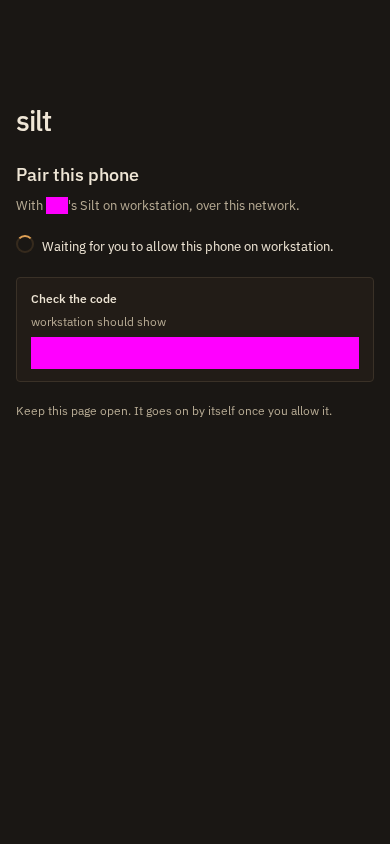 silt
Pair this phone
With 's Silt on workstation, over this network.
Waiting for you to allow this phone on workstation.
Check the code
workstation should show
Keep this page open. It goes on by itself once you allow it.